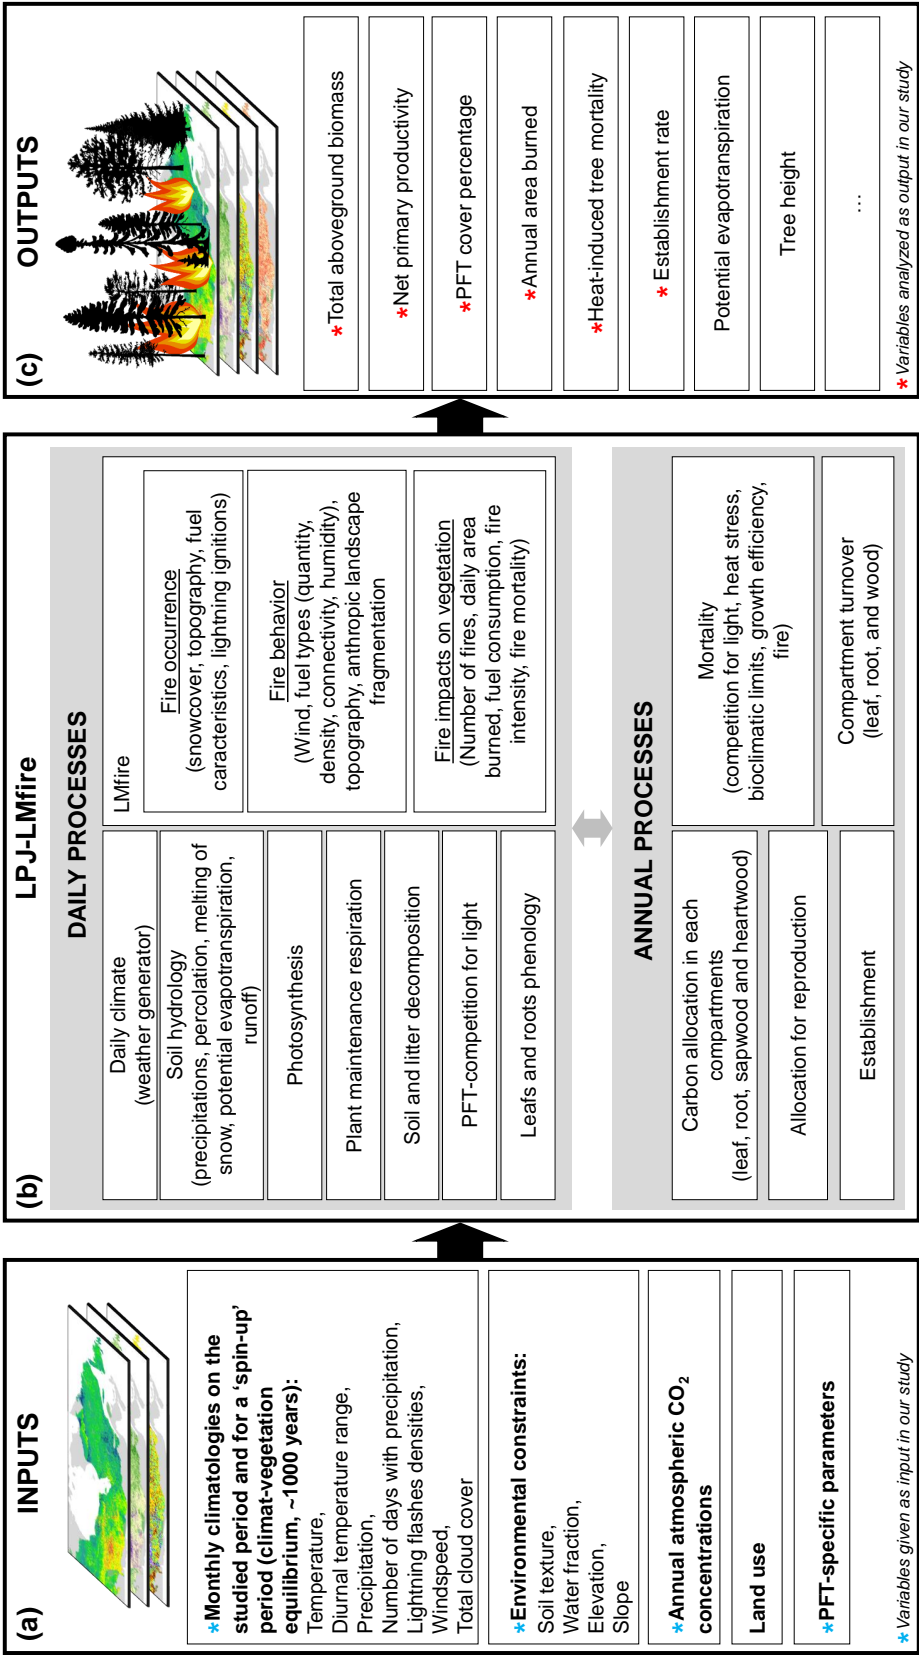 (a)
INPUTS
*Monthly climatologies on the
studied period and for a ‘spin-up’
period (climat-vegetation
equilibrium, ~1000 years):
Temperature,
Diurnal temperature range,
Precipitation,
Number of days with precipitation,
Lightning flashes densities,
Windspeed,
Total cloud cover
*Environmental constraints:
Soil texture,
Water fraction,
Elevation,
Slope
*Annual atmospheric CO2
concentrations
Land use
*PFT-specific parameters
*Variables given as input in our study
(b)
LPJ-LMfire
DAILY PROCESSES
Daily climate
(weather generator)
Soil hydrology
(precipitations, percolation, melting of
snow, potential evapotranspiration,
runoff)
Photosynthesis
Plant maintenance respiration
Soil and litter decomposition
PFT-competition for light
Leafs and roots phenology
LMfire
Fire occurrence
(snowcover, topography, fuel
caracteristics, lightning ignitions)
Fire behavior
(Wind, fuel types (quantity,
density, connectivity, humidity),
topography, anthropic landscape
fragmentation
Fire impacts on vegetation
(Number of fires, daily area
burned, fuel consumption, fire
intensity, fire mortality)
ANNUAL PROCESSES
Carbon allocation in each
compartments
(leaf, root, sapwood and heartwood)
Allocation for reproduction
Establishment
Mortality
(competition for light, heat stress,
bioclimatic limits, growth efficiency,
fire)
Compartment turnover
(leaf, root, and wood)
(c)
OUTPUTS
*Total aboveground biomass
*Net primary productivity
*PFT cover percentage
*Annual area burned
*Heat-induced tree mortality
* Establishment rate
Potential evapotranspiration
Tree height
…
* Variables analyzed as output in our study